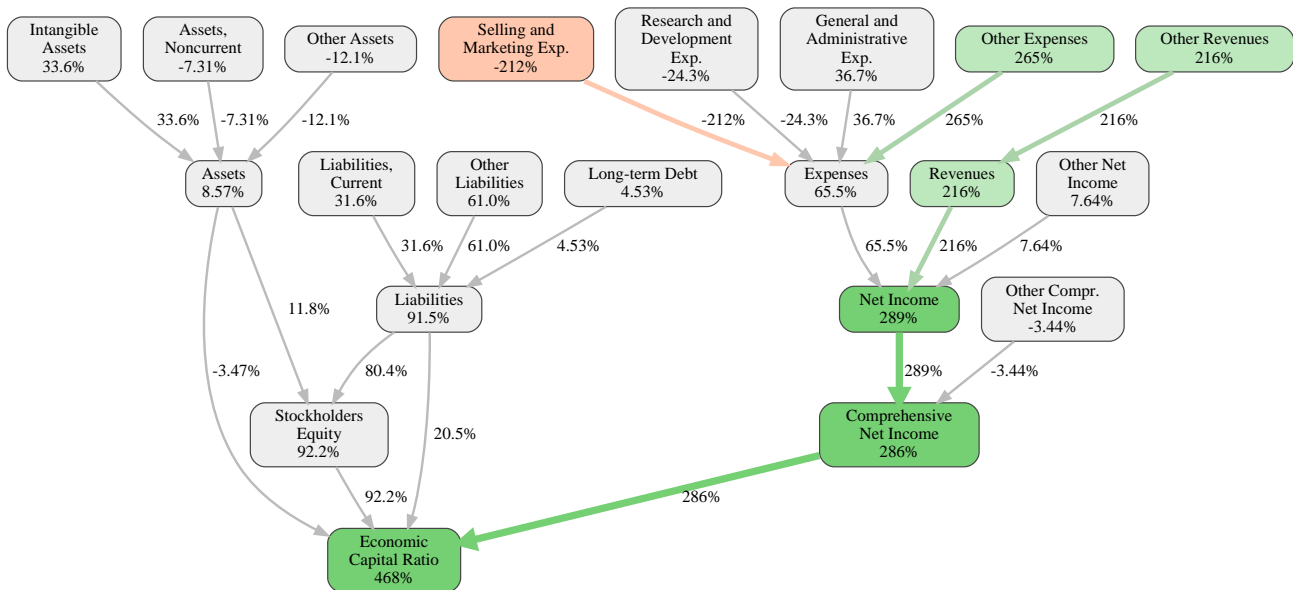 Intangible
Assets
33.6%
Assets,
Noncurrent
-7.31%
Other Assets
-12.1%
Selling and
Marketing Exp.
-212%
Research and
Development
Exp.
-24.3%
General and
Administrative
Exp.
36.7%
Other Expenses
265%
Other Revenues
216%
33.6%
-7.31%
-12.1%
-212%
-24.3%
36.7%
265%
216%
Assets
8.57%
Liabilities,
Current
31.6%
Other
Liabilities
61.0%
Long-term Debt
4.53%
Expenses
65.5%
Revenues
216%
Other Net
Income
7.64%
31.6%
61.0%
4.53%
65.5%
216%
7.64%
11.8%
Liabilities
91.5%
Net Income
289%
Other Compr.
Net Income
-3.44%
-3.47%
80.4%
289%
-3.44%
Stockholders
Equity
92.2%
20.5%
Comprehensive
Net Income
286%
92.2%
286%
Economic
Capital Ratio
468%